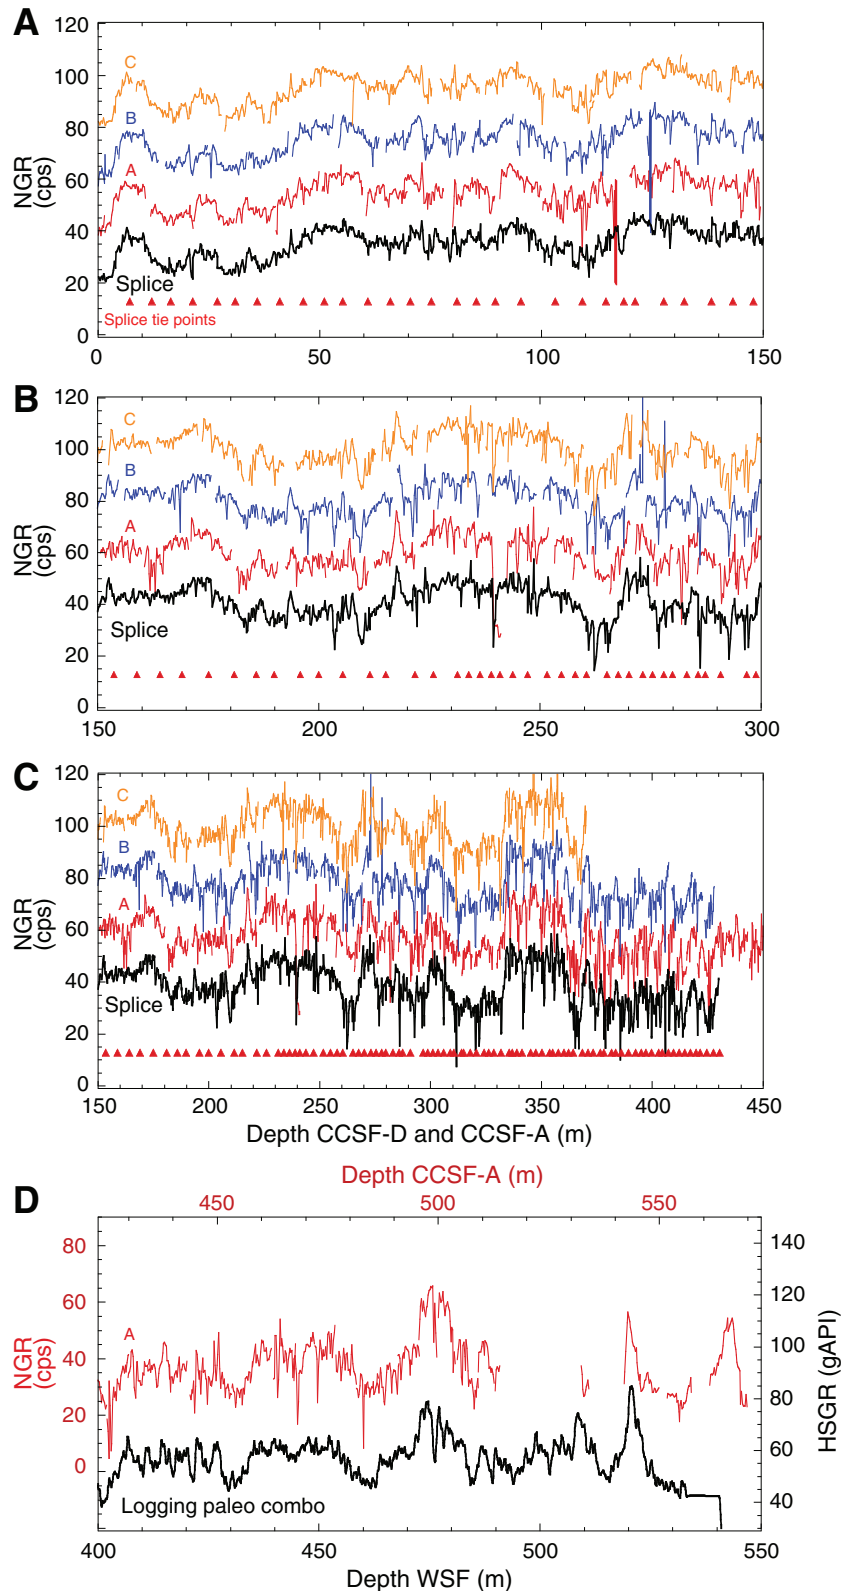 A
120
100
80
60
40
20
0
NGR
(cps)
C
B
A
Splice
Splice tie points
0
50
100
150
B
120
100
80
60
40
20
0
NGR
(cps)
C
B
A
Splice
150
200
250
300
C
120
100
80
60
40
20
0
NGR
(cps)
C
B
A
Splice
150
200
250
300
350
400
450
Depth CCSF-D and CCSF-A (m)
D
Depth CCSF-A (m)
450
500
550
80
60
40
20
0
NGR
(cps)
A
140
120
100
80
60
40
HSGR (gAPI)
Logging paleo combo
400
450
500
550
Depth WSF (m)